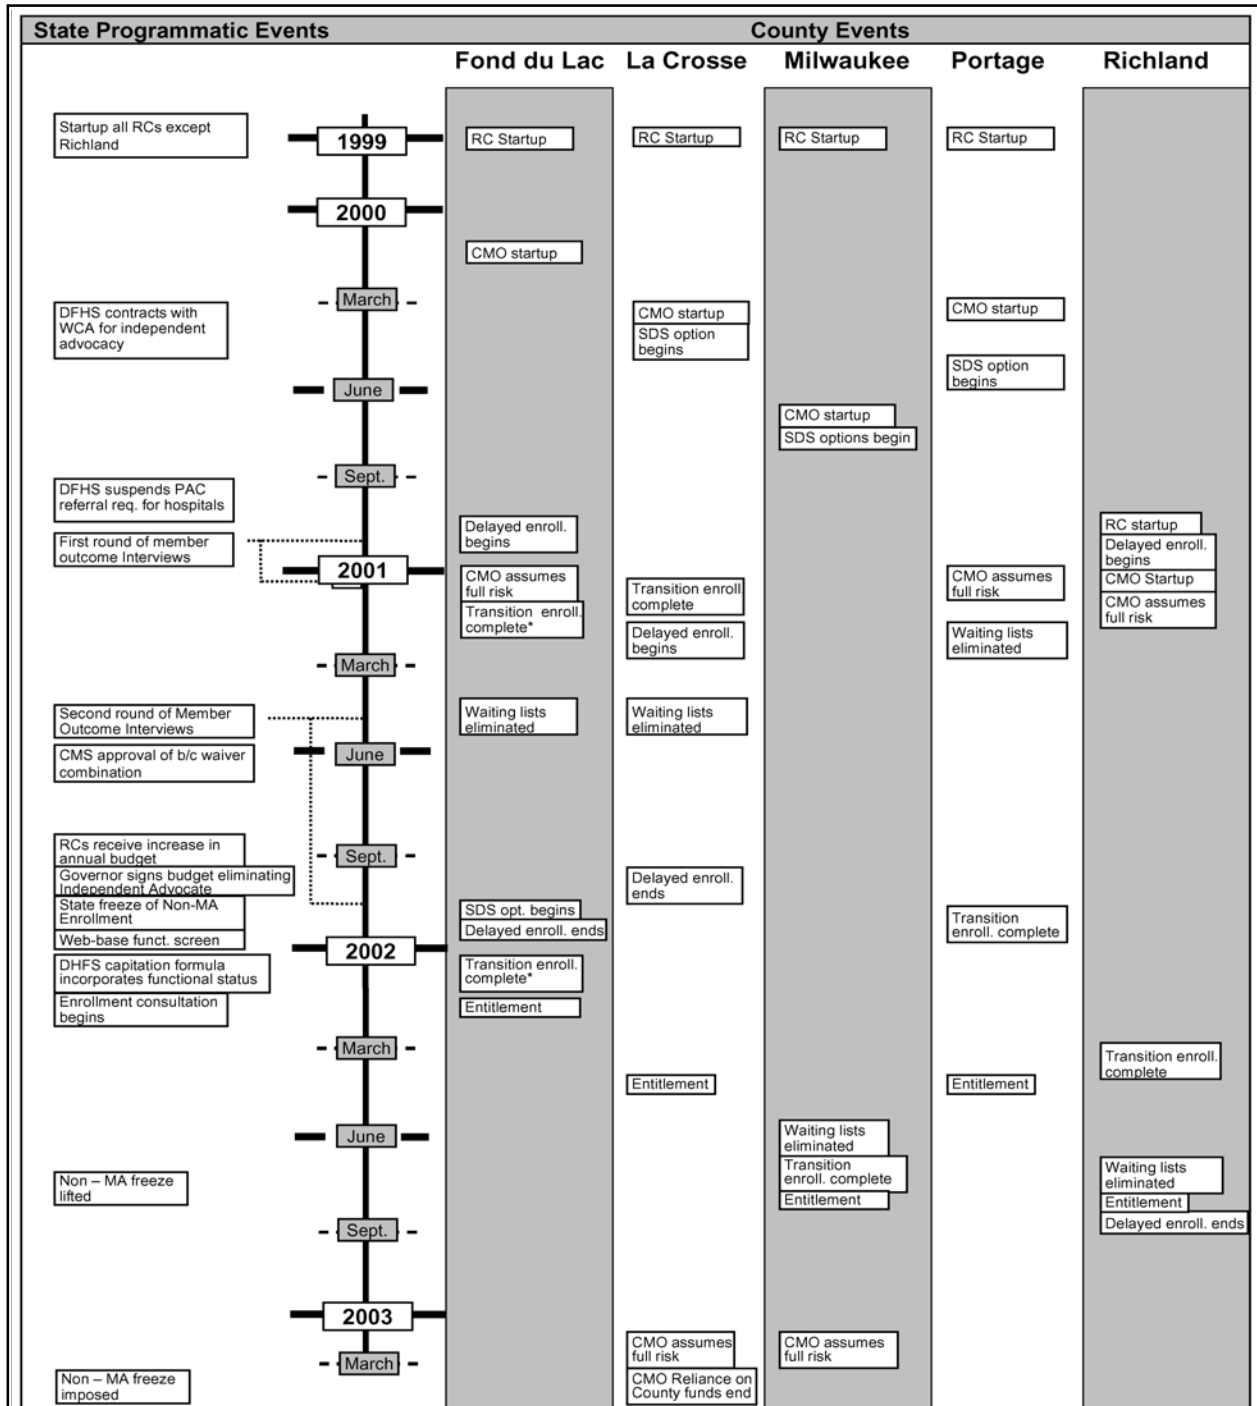 State Programmatic Events
County Events
Fond du Lac
La Crosse
Milwaukee
Portage
Richland
Startup all RCs except
Richland
1999
RC Startup
RC Startup
RC Startup
RC Startup
2000
CMO startup
March
DFHS contracts with
WCA for independent
advocacy
CMO startup
SDS option
begins
CMO startup
SDS option
begins
June
CMO startup
SDS options begin
Sept.
DFHS suspends PAC
referral req. for hospitals
First round of member
outcome Interviews
Delayed enroll.
begins
RC startup
Delayed enroll.
begins
CMO Startup
CMO assumes
full risk
2001
CMO assumes
full risk
Transition enroll.
complete*
Transition enroll.
complete
Delayed enroll.
begins
CMO assumes
full risk
Waiting lists
eliminated
March
Second round of Member
Outcome Interviews
Waiting lists
eliminated
Waiting lists
eliminated
CMS approval of b/c waiver
combination
June
RCs receive increase in
annual budget
Governor signs budget eliminating
Independent Advocate
State freeze of Non-MA
Enrollment
Web-base funct. screen
Sept.
Delayed enroll.
ends
SDS opt. begins
Delayed enroll. ends
Transition
enroll. complete
2002
DHFS capitation formula
incorporates functional status
Enrollment consultation
begins
Transition enroll.
complete*
Entitlement
March
Transition enroll.
complete
Entitlement
Entitlement
June
Waiting lists
eliminated
Transition
enroll. complete
Entitlement
Non – MA freeze
lifted
Waiting lists
eliminated
Entitlement
Delayed enroll. ends
Sept.
2003
March
CMO assumes
full risk
CMO Reliance on
County funds end
CMO assumes
full risk
Non – MA freeze
imposed